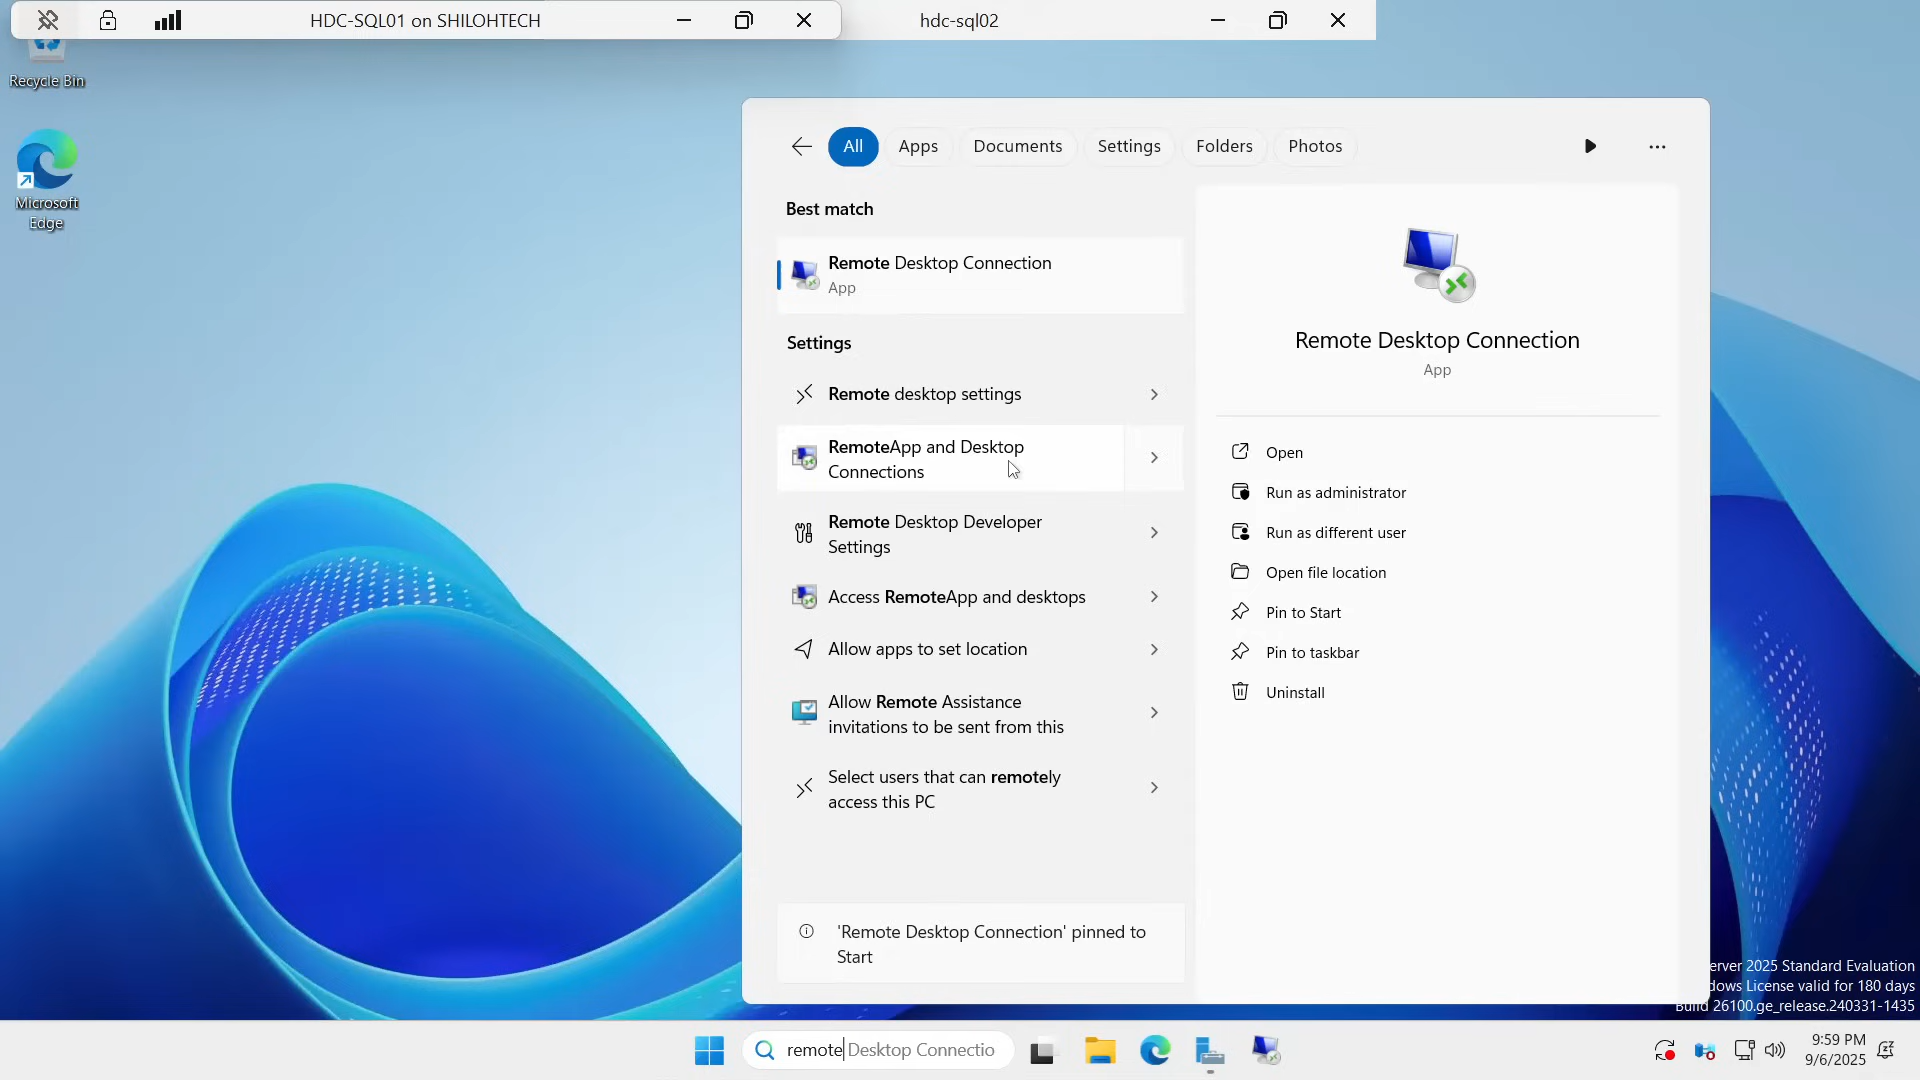 HDC-SQL01 on SHILOHTECH
hdc-sql02
Recycle Bin
Microsoft
Edge
All
Apps
Documents
Settings
Folders
Photos
Best match
Remote Desktop Connection
App
Settings
Remote desktop settings
RemoteApp and Desktop
Connections
Remote Desktop Developer
Settings
Access RemoteApp and desktops
Allow apps to set location
Allow Remote Assistance
invitations to be sent from this
Select users that can remotely
access this PC
'Remote Desktop Connection' pinned to
Start
Remote Desktop Connection
App
Open
Run as administrator
Run as different user
Open file location
Pin to Start
Pin to taskbar
Uninstall
erver 2025 Standard Evaluation
dows License valid for 180 days
Build 26100.ge_release.240331-1435
remote Desktop Connectio
9:59 PM
9/6/2025